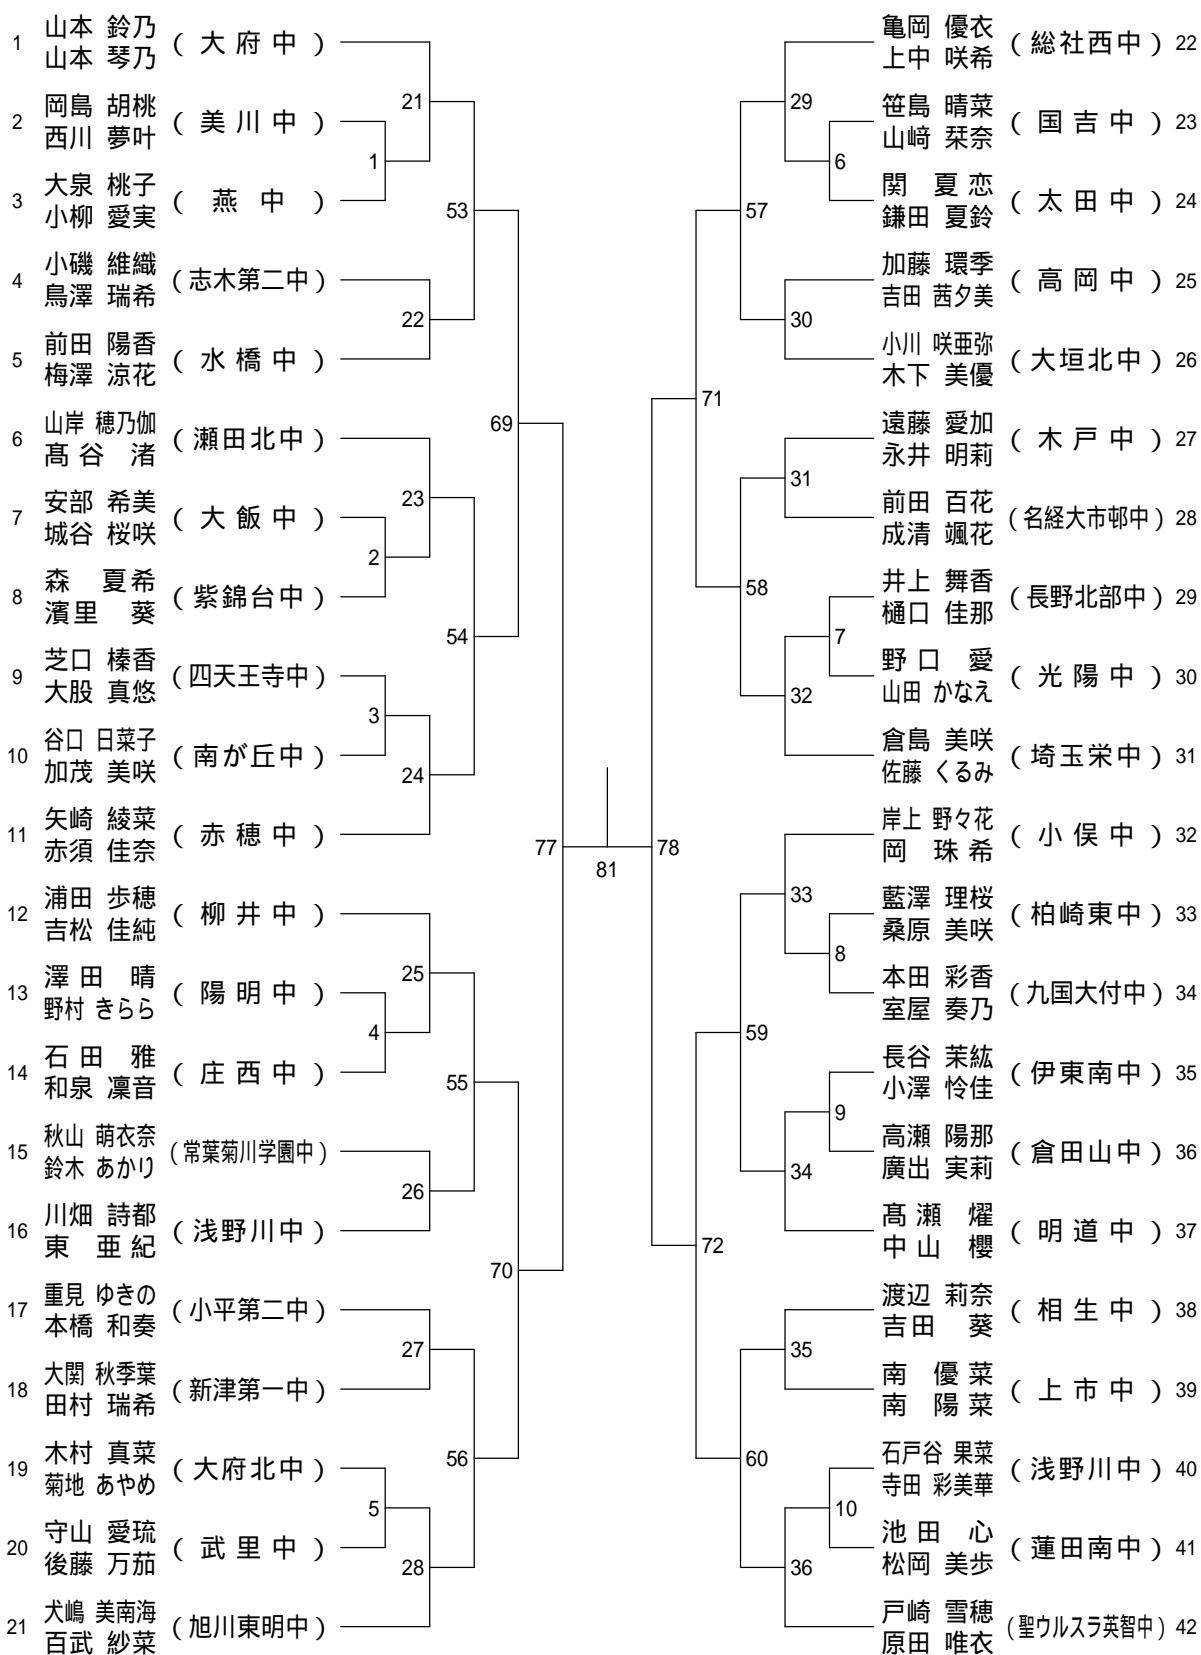 1 山本 鈴乃 山本 琴乃 (大府中)
2 岡島 胡桃 西川 夢叶 (美川中)
3 大泉 桃子 小柳 愛実 (燕中)
4 小磯 維織 鳥澤 瑞希 (志木第二中)
5 前田 陽香 梅澤 涼花 (水橋中)
6 山岸 穂乃伽 髙谷 渚 (瀬田北中)
7 安部 希美 城谷 桜咲 (大飯中)
8 森 夏希 濱里 葵 (紫錦台中)
9 芝口 榛香 大股 真悠 (四天王寺中)
10 谷口 日菜子 加茂 美咲 (南が丘中)
11 矢崎 綾菜 赤須 佳奈 (赤穂中)
12 浦田 歩穂 吉松 佳純 (柳井中)
13 澤田 晴 野村 きらら (陽明中)
14 石田 雅 和泉 凜音 (庄西中)
15 秋山 萌衣奈 鈴木 あかり (常葉菊川学園中)
16 川畑 詩都 東 亜紀 (浅野川中)
17 重見 ゆきの 本橋 和奏 (小平第二中)
18 大関 秋季葉 田村 瑞希 (新津第一中)
19 木村 真菜 菊地 あやめ (大府北中)
20 守山 愛琉 後藤 万茄 (武里中)
21 犬嶋 美南海 百武 紗菜 (旭川東明中)
21
1
53
22
69
23
2
54
3
24
77
25
4
55
26
70
27
56
5
28
81
78
29
6
57
30
71
31
58
7
32
33
8
59
9
34
72
35
60
10
36
亀岡 優衣 上中 咲希 (総社西中) 22
笹島 晴菜 山﨑 栞奈 (国吉中) 23
関 夏恋 鎌田 夏鈴 (太田中) 24
加藤 環季 吉田 茜夕美 (高岡中) 25
小川 咲亜弥 木下 美優 (大垣北中) 26
遠藤 愛加 永井 明莉 (木戸中) 27
前田 百花 成清 颯花 (名経大市邨中) 28
井上 舞香 樋口 佳那 (長野北部中) 29
野口 愛 山田 かなえ (光陽中) 30
倉島 美咲 佐藤 くるみ (埼玉栄中) 31
岸上 野々花 岡 珠希 (小俣中) 32
藍澤 理桜 桑原 美咲 (柏崎東中) 33
本田 彩香 室屋 奏乃 (九国大付中) 34
長谷 茉紘 小澤 怜佳 (伊東南中) 35
高瀬 陽那 廣出 実莉 (倉田山中) 36
髙瀬 燿 中山 櫻 (明道中) 37
渡辺 莉奈 吉田 葵 (相生中) 38
南 優菜 南 陽菜 (上市中) 39
石戸谷 果菜 寺田 彩美華 (浅野川中) 40
池田 心 松岡 美歩 (蓮田南中) 41
戸崎 雪穂 原田 唯衣 (聖ウルスラ英智中) 42